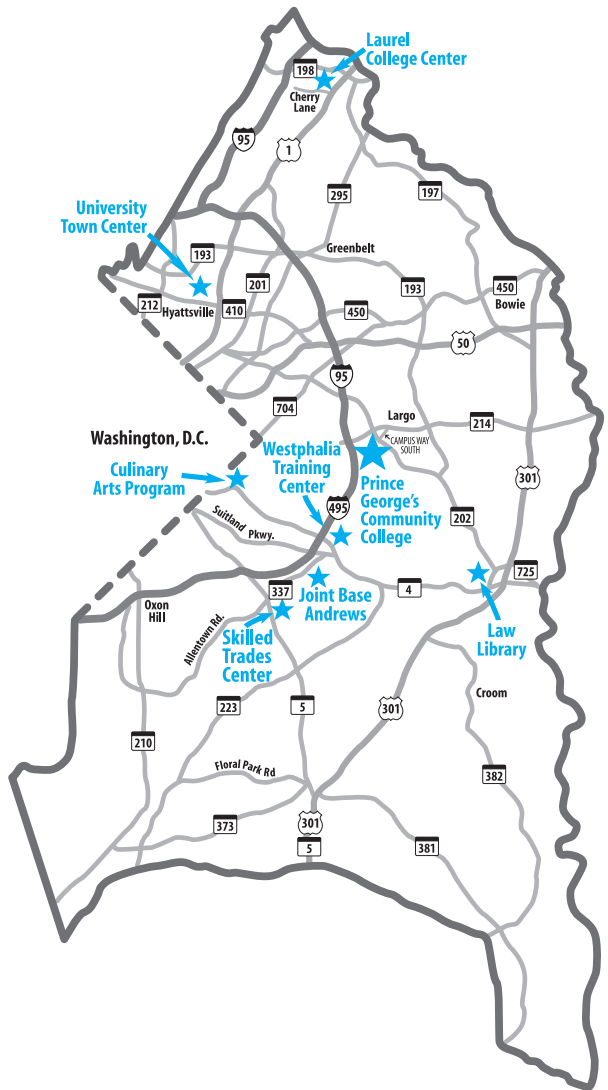 Laurel
College Center
198
Cherry
Lane
95
1
197
295
University
Town Center
193
Greenbelt
201
193
450
212
Hyattsville
410
450
Bowie
50
95
704
Largo
214
CAMPUS WAY
SOUTH
Washington, D.C.
Westphalia
Training
Center
Culinary
Arts Program
Prince
George's
Community
College
301
495
202
Suitland
Pkwy.
725
337
4
Oxon
Hill
Joint Base
Andrews
Law
Library
Allentown Rd.
Skilled
Trades
Center
223
5
301
Croom
210
Floral Park Rd
382
373
301
5
381